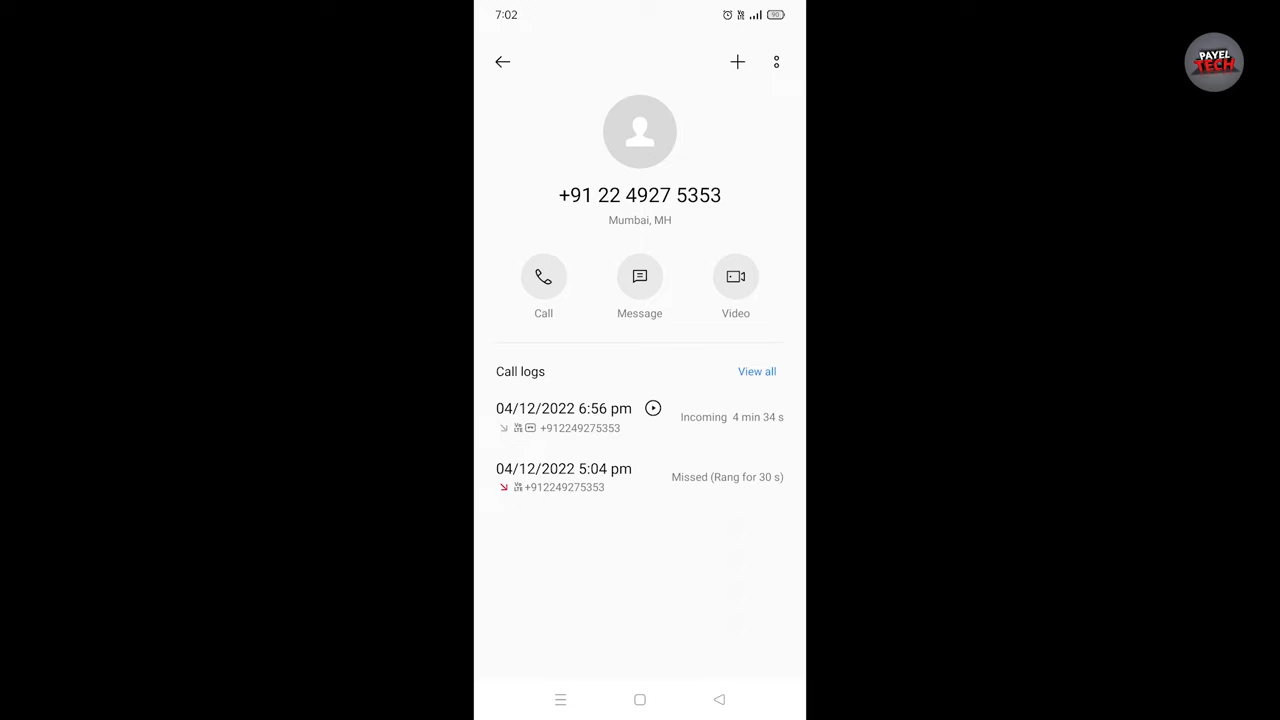 7:02
90
PAYEL
TECH
+91 22 4927 5353
Mumbai, MH
Call
Message
Video
Call logs
View all
04/12/2022 6:56 pm
Incoming 4 min 34 s
+912249275353
04/12/2022 5:04 pm
Missed (Rang for 30 s)
+912249275353